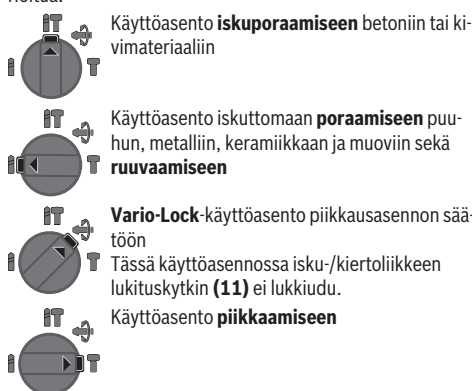 Käyttöasento iskuporaamiseen betoniin tai ki-
vimateriaaliin
Käyttöasento iskuttomaan poraamiseen puu-
hun, metalliin, keramiikkaan ja muoviin sekä
ruuvaamiseen
Vario-Lock-käyttöasento piikkausasennon sää-
töön
Tässä käyttöasennossa isku-/kiertoliikkeen
lukituskytkin (11) ei lukkiudu.
Käyttöasento piikkaamiseen